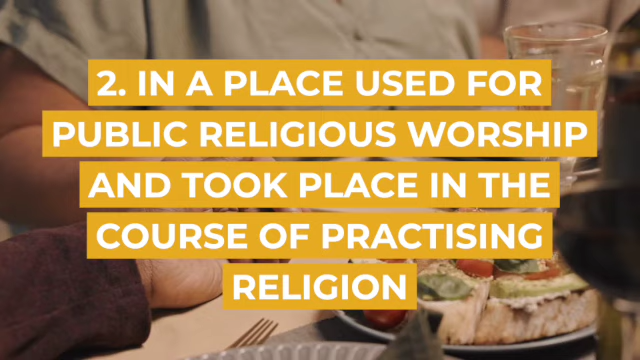 2. IN A PLACE USED FOR
PUBLIC RELIGIOUS WORSHIP
AND TOOK PLACE IN THE
COURSE OF PRACTISING
RELIGION